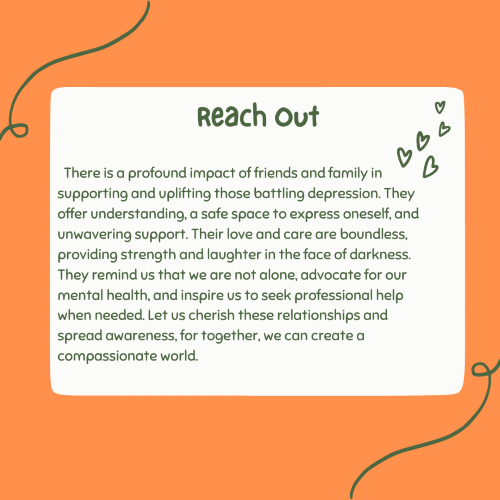 Reach Out
There is a profound impact of friends and family in
supporting and uplifting those battling depression. They
offer understanding, a safe space to express oneself, and
unwavering support. Their love and care are boundless,
providing strength and laughter in the face of darkness.
They remind us that we are not alone, advocate for our
mental health, and inspire us to seek professional help
when needed. Let us cherish these relationships and
spread awareness, for together, we can create a
compassionate world.